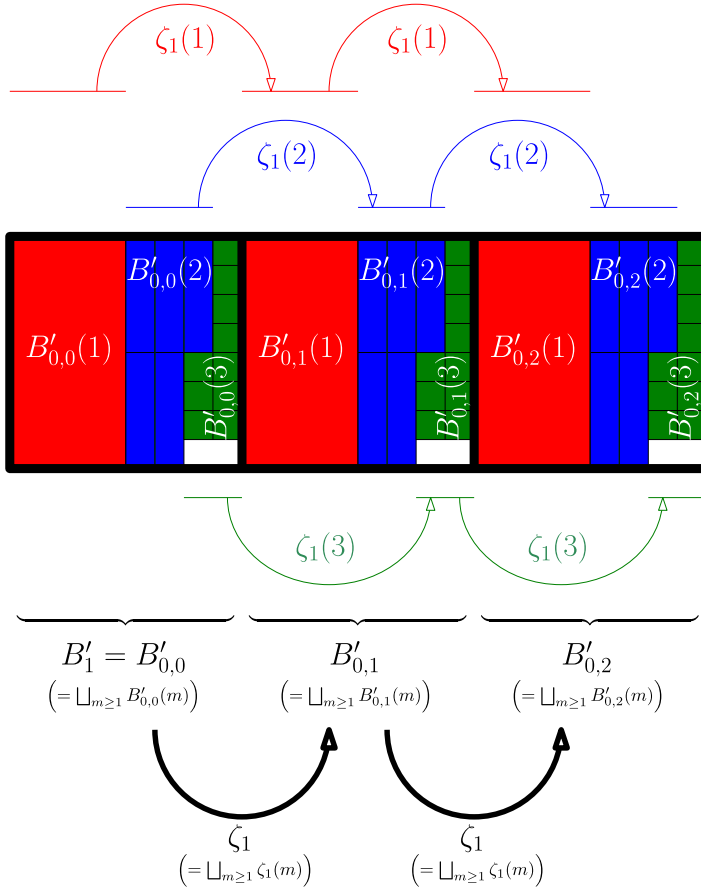 ζ₁(1) ζ₁(1)
ζ₁(2) ζ₁(2)
B′₀,₀(2) B′₀,₁(2) B′₀,₂(2)
B′₀,₀(1) B′₀,₁(1) B′₀,₂(1)
B′₀,₀(3) B′₀,₁(3) B′₀,₂(3)
ζ₁(3) ζ₁(3)
B′₁ = B′₀,₀ B′₀,₁ B′₀,₂
(= ⨆ₘ≥₁ B′₀,₀(m)) (= ⨆ₘ≥₁ B′₀,₁(m)) (= ⨆ₘ≥₁ B′₀,₂(m))
ζ₁ ζ₁
(= ⨆ₘ≥₁ ζ₁(m)) (= ⨆ₘ≥₁ ζ₁(m))